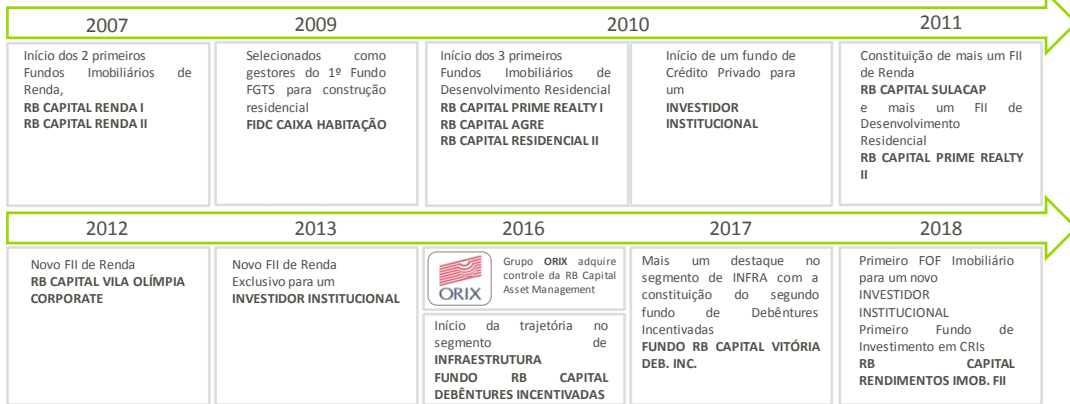 2007
2009
2010
2011
Início dos 2 primeiros
Fundos Imobiliários de
Renda,
RB CAPITAL RENDA I
RB CAPITAL RENDA II
Selecionados como
gestores do 1º Fundo
FGTS para construção
residencial
FIDC CAIXA HABITAÇÃO
Início dos 3 primeiros
Fundos Imobiliários de
Desenvolvimento Residencial
RB CAPITAL PRIME REALTY I
RB CAPITAL AGRE
RB CAPITAL RESIDENCIAL II
Início de um fundo de
Crédito Privado para
um
INVESTIDOR
INSTITUCIONAL
Constituição de mais um FII
de Renda
RB CAPITAL SULACAP
e mais um FII de
Desenvolvimento
Residencial
RB CAPITAL PRIME REALTY
II
2012
2013
2016
2017
2018
Novo FII de Renda
RB CAPITAL VILA OLÍMPIA
CORPORATE
Novo FII de Renda
Exclusivo para um
INVESTIDOR INSTITUCIONAL
ORIX
Grupo ORIX adquire
controle da RB Capital
Asset Management
Início da trajetória no
segmento de
INFRAESTRUTURA
FUNDO RB CAPITAL
DEBÊNTURES INCENTIVADAS
Mais um destaque no
segmento de INFRA com a
constituição do segundo
fundo de Debêntures
Incentivadas
FUNDO RB CAPITAL VITÓRIA
DEB. INC.
Primeiro FOF Imobiliário
para um novo
INVESTIDOR
INSTITUCIONAL
Primeiro Fundo de
Investimento em CRIs
RB CAPITAL
RENDIMENTOS IMOB. FII